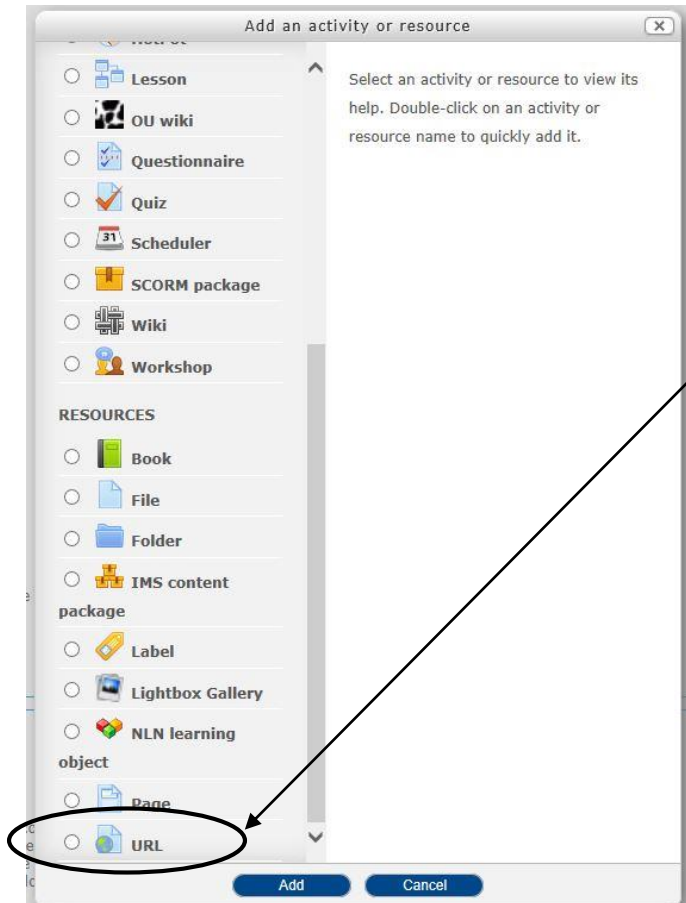 Add an activity or resource
Lesson
OU wiki
Questionnaire
Quiz
31
Scheduler
SCORM package
Wiki
Workshop
RESOURCES
Book
File
Folder
IMS content
package
Label
Lightbox Gallery
NLN learning
object
Page
URL
Select an activity or resource to view its
help. Double-click on an activity or
resource name to quickly add it.
Add
Cancel